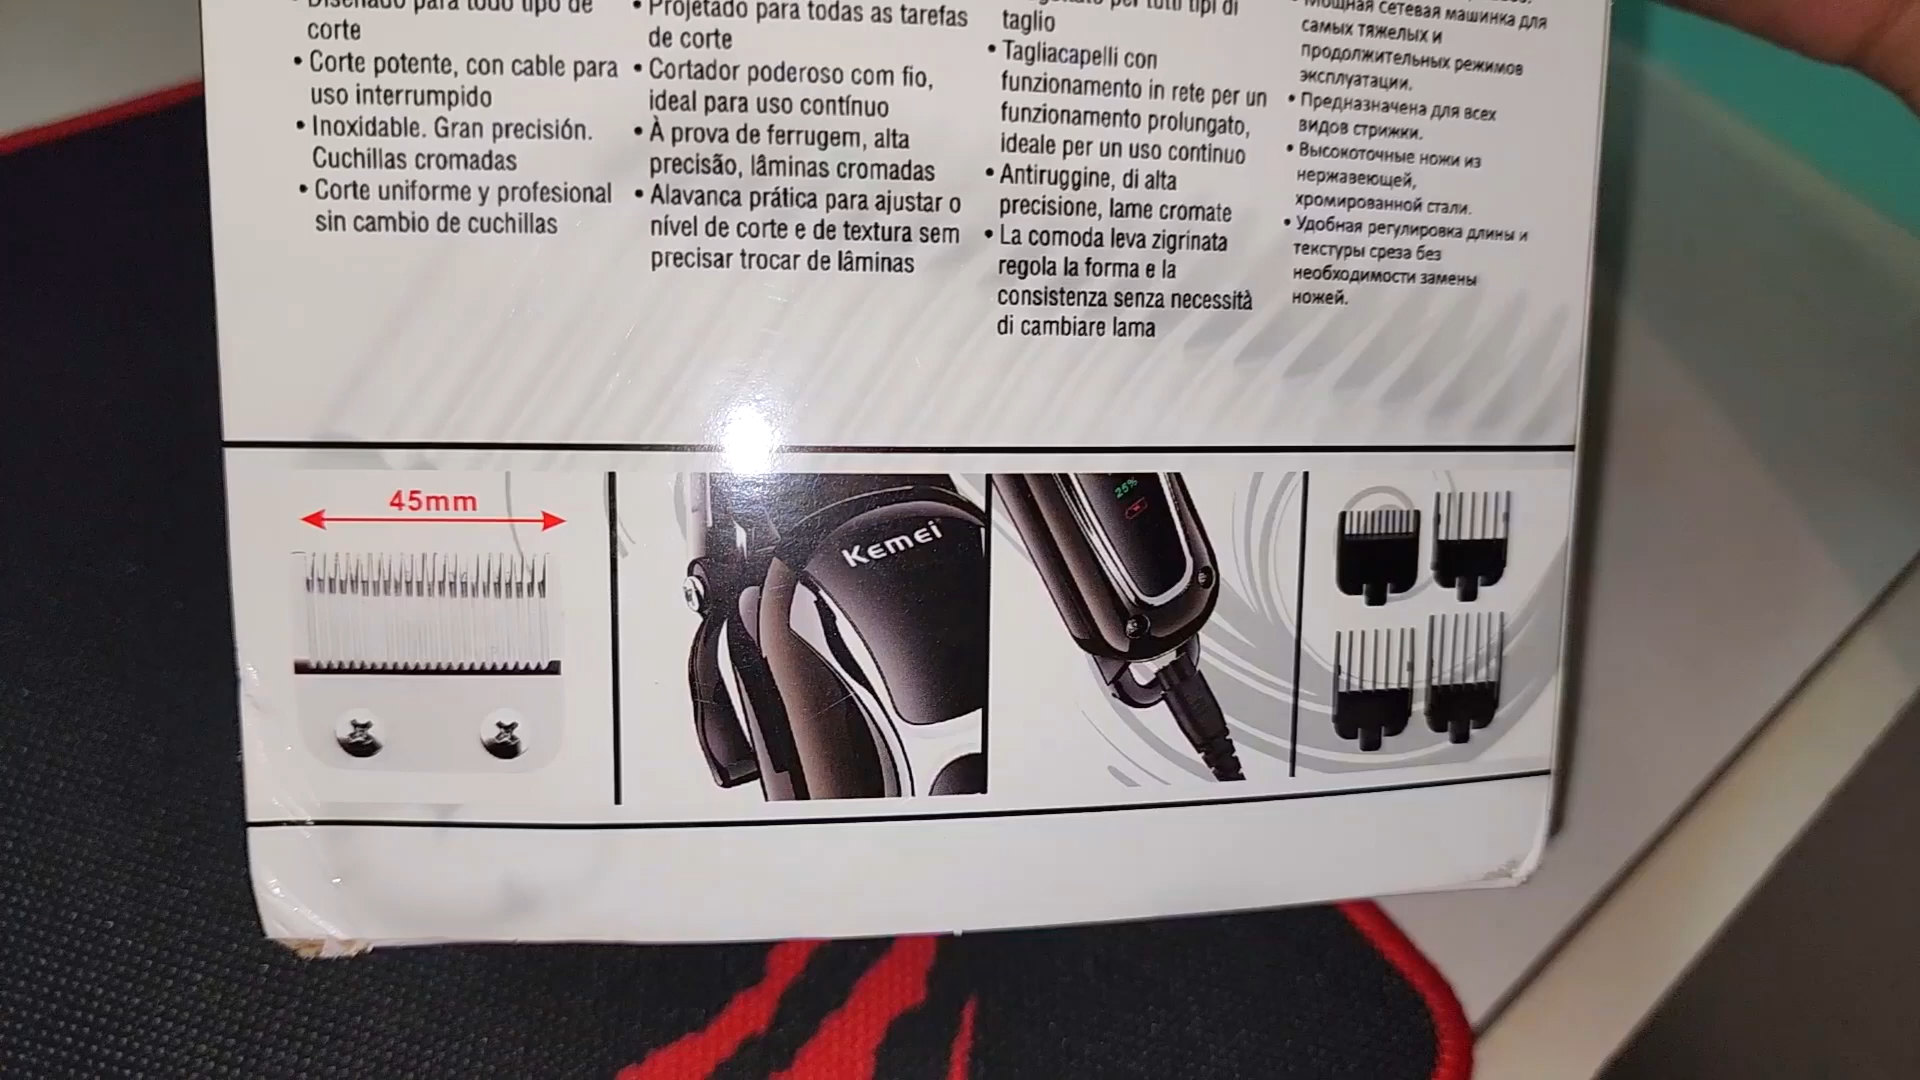 Diseñado para todo tipo de
corte
• Corte potente, con cable para
uso interrumpido
• Inoxidable. Gran precisión.
Cuchillas cromadas
• Corte uniforme y profesional
sin cambio de cuchillas
• Projetado para todas as tarefas
de corte
• Cortador poderoso com fio,
ideal para uso contínuo
• À prova de ferrugem, alta
precisão, lâminas cromadas
• Alavanca prática para ajustar o
nível de corte e de textura sem
precisar trocar de lâminas
per tutti tipi di
taglio
• Tagliacapelli con
funzionamento in rete per un
funzionamento prolungato,
ideale per un uso continuo
• Antiruggine, di alta
precisione, lame cromate
• La comoda leva zigrinata
regola la forma e la
consistenza senza necessità
di cambiare lama
• Мощная сетевая машинка для
самых тяжелых и
продолжительных режимов
эксплуатации.
• Предназначена для всех
видов стрижки.
• Высокоточные ножи из
нержавеющей,
хромированной стали.
• Удобная регулировка длины и
текстуры среза без
необходимости замены
ножей.
45mm
Kemei
25%